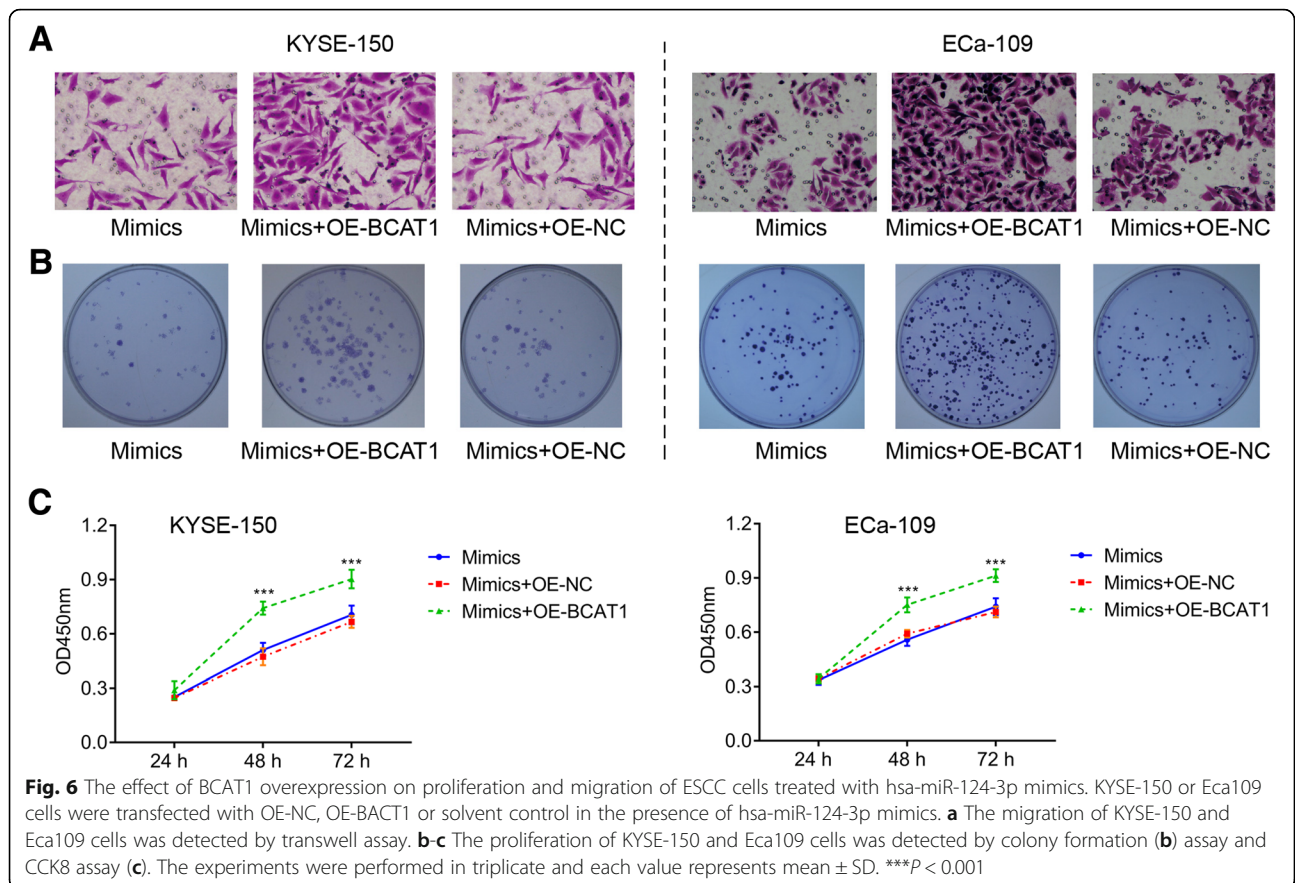 A
KYSE-150
ECa-109
Mimics
Mimics+OE-BCAT1
Mimics+OE-NC
Mimics
Mimics+OE-BCAT1
Mimics+OE-NC
B
Mimics
Mimics+OE-BCAT1
Mimics+OE-NC
Mimics
Mimics+OE-BCAT1
Mimics+OE-NC
C
KYSE-150
OD450nm
1.2
0.9
0.6
0.3
0.0
24 h
48 h
72 h
***
***
Mimics
Mimics+OE-NC
Mimics+OE-BCAT1
ECa-109
OD450nm
1.2
0.9
0.6
0.3
0.0
24 h
48 h
72 h
***
***
Mimics
Mimics+OE-NC
Mimics+OE-BCAT1
Fig. 6 The effect of BCAT1 overexpression on proliferation and migration of ESCC cells treated with hsa-miR-124-3p mimics. KYSE-150 or Eca109
cells were transfected with OE-NC, OE-BACT1 or solvent control in the presence of hsa-miR-124-3p mimics. a The migration of KYSE-150 and
Eca109 cells was detected by transwell assay. b-c The proliferation of KYSE-150 and Eca109 cells was detected by colony formation (b) assay and
CCK8 assay (c). The experiments were performed in triplicate and each value represents mean ± SD. ***P < 0.001